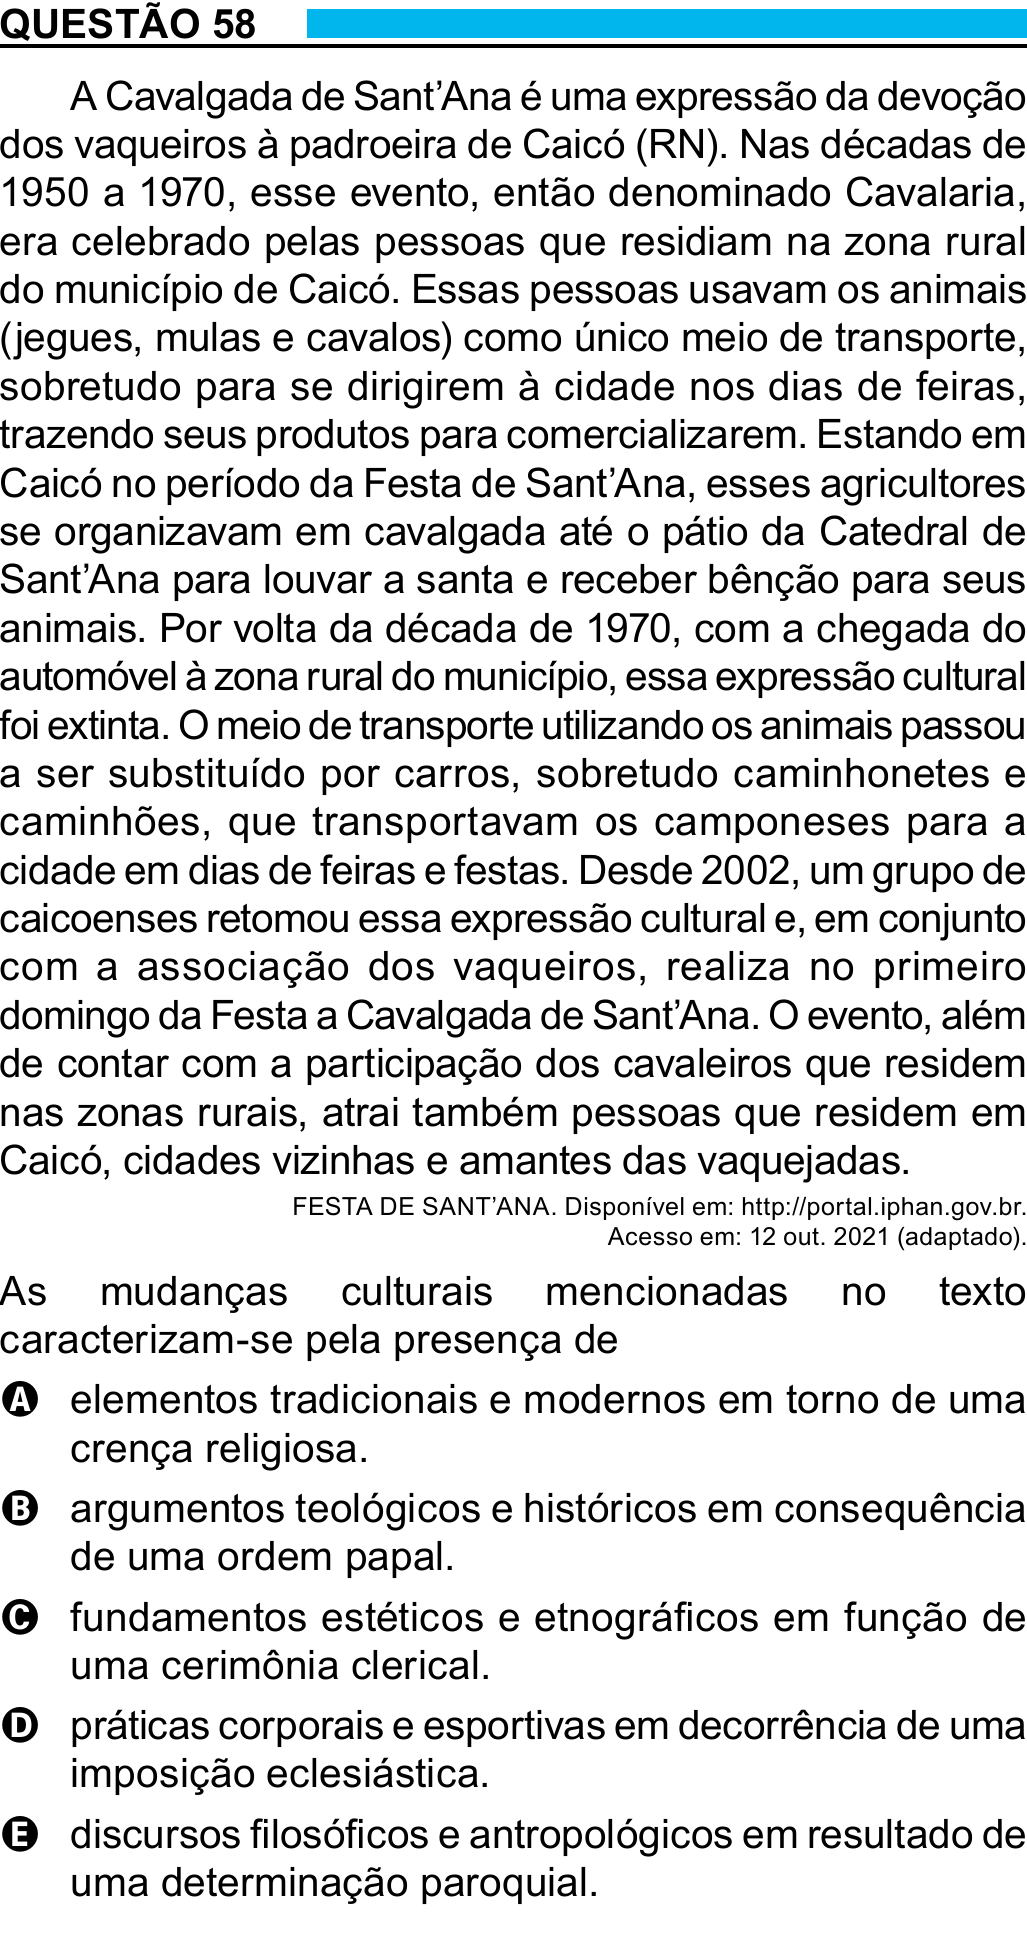 QUESTÃO 58
A Cavalgada de Sant’Ana é uma expressão da devoção
dos vaqueiros à padroeira de Caicó (RN). Nas décadas de
1950 a 1970, esse evento, então denominado Cavalaria,
era celebrado pelas pessoas que residiam na zona rural
do município de Caicó. Essas pessoas usavam os animais
(jegues, mulas e cavalos) como único meio de transporte,
sobretudo para se dirigirem à cidade nos dias de feiras,
trazendo seus produtos para comercializarem. Estando em
Caicó no período da Festa de Sant’Ana, esses agricultores
se organizavam em cavalgada até o pátio da Catedral de
Sant’Ana para louvar a santa e receber bênção para seus
animais. Por volta da década de 1970, com a chegada do
automóvel à zona rural do município, essa expressão cultural
foi extinta. O meio de transporte utilizando os animais passou
a ser substituído por carros, sobretudo caminhonetes e
caminhões, que transportavam os camponeses para a
cidade em dias de feiras e festas. Desde 2002, um grupo de
caicoenses retomou essa expressão cultural e, em conjunto
com a associação dos vaqueiros, realiza no primeiro
domingo da Festa a Cavalgada de Sant’Ana. O evento, além
de contar com a participação dos cavaleiros que residem
nas zonas rurais, atrai também pessoas que residem em
Caicó, cidades vizinhas e amantes das vaquejadas.
FESTA DE SANT’ANA. Disponível em: http://portal.iphan.gov.br.
Acesso em: 12 out. 2021 (adaptado).
As mudanças culturais mencionadas no texto
caracterizam-se pela presença de
A elementos tradicionais e modernos em torno de uma
crença religiosa.
B argumentos teológicos e históricos em consequência
de uma ordem papal.
C fundamentos estéticos e etnográficos em função de
uma cerimônia clerical.
D práticas corporais e esportivas em decorrência de uma
imposição eclesiástica.
E discursos filosóficos e antropológicos em resultado de
uma determinação paroquial.